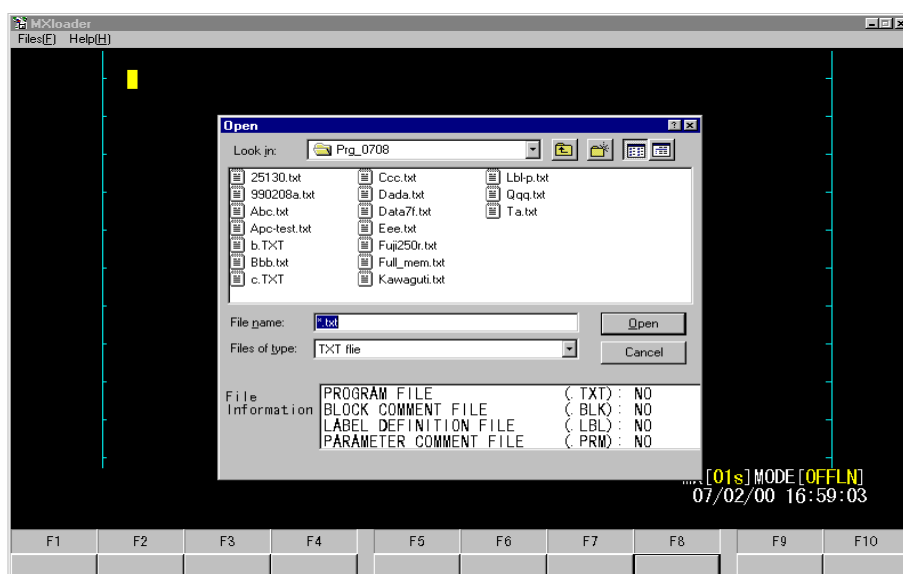 MXloader
Files(F) Help(H)
Open
Look in: Prg_0708
25130.txt Ccc.txt Lbl-p.txt
990208a.txt Dada.txt Qqq.txt
Abc.txt Data7f.txt Ta.txt
Apc-test.txt Eee.txt
b.TXT Fuji250r.txt
Bbb.txt Full_mem.txt
c.TXT Kawaguti.txt
File name: *.txt Open
Files of type: TXT flie Cancel
File Information
PROGRAM FILE (.TXT): NO
BLOCK COMMENT FILE (.BLK): NO
LABEL DEFINITION FILE (.LBL): NO
PARAMETER COMMENT FILE (.PRM): NO
[01s]MODE[OFFLN]
07/02/00 16:59:03
F1 F2 F3 F4 F5 F6 F7 F8 F9 F10